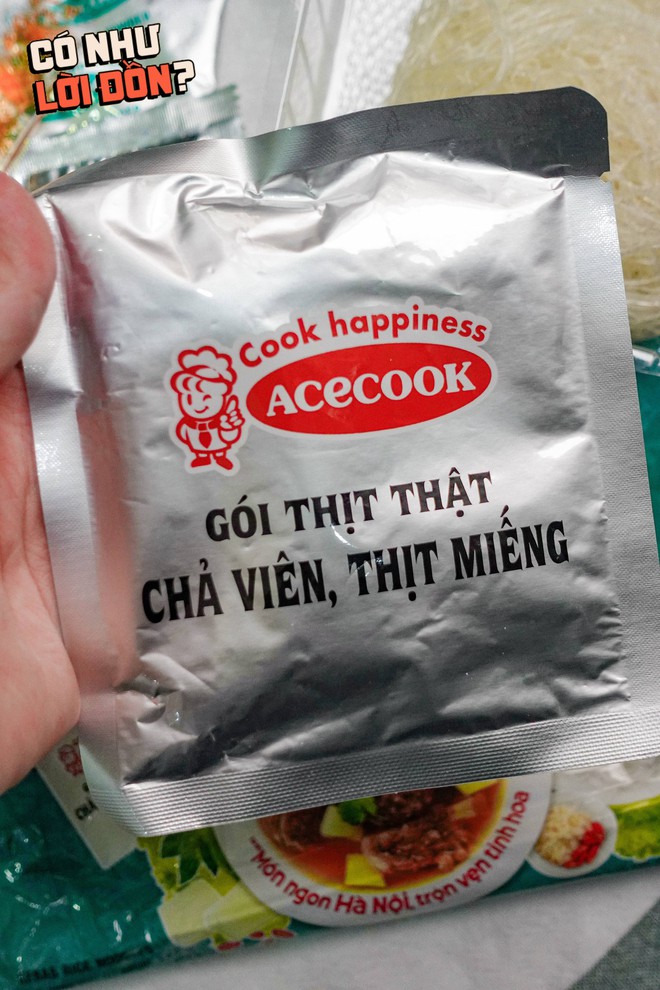 CÓ NHƯ
LỜI ĐỒN?
Cook happiness
ACECOOK
GÓI THỊT THẬT
CHẢ VIÊN, THỊT MIẾNG
Món ngon HÀ NỘI, trọn vẹn tinh hoa